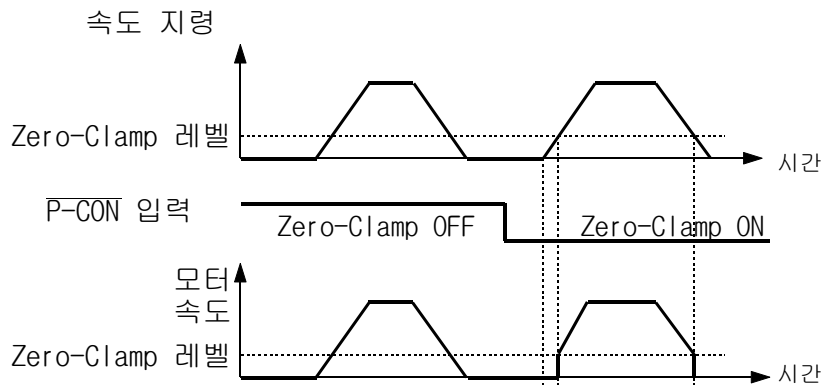 속도 지령
Zero-Clamp 레벨
시간
P-CON 입력
Zero-Clamp OFF
Zero-Clamp ON
모터
속도
Zero-Clamp 레벨
시간